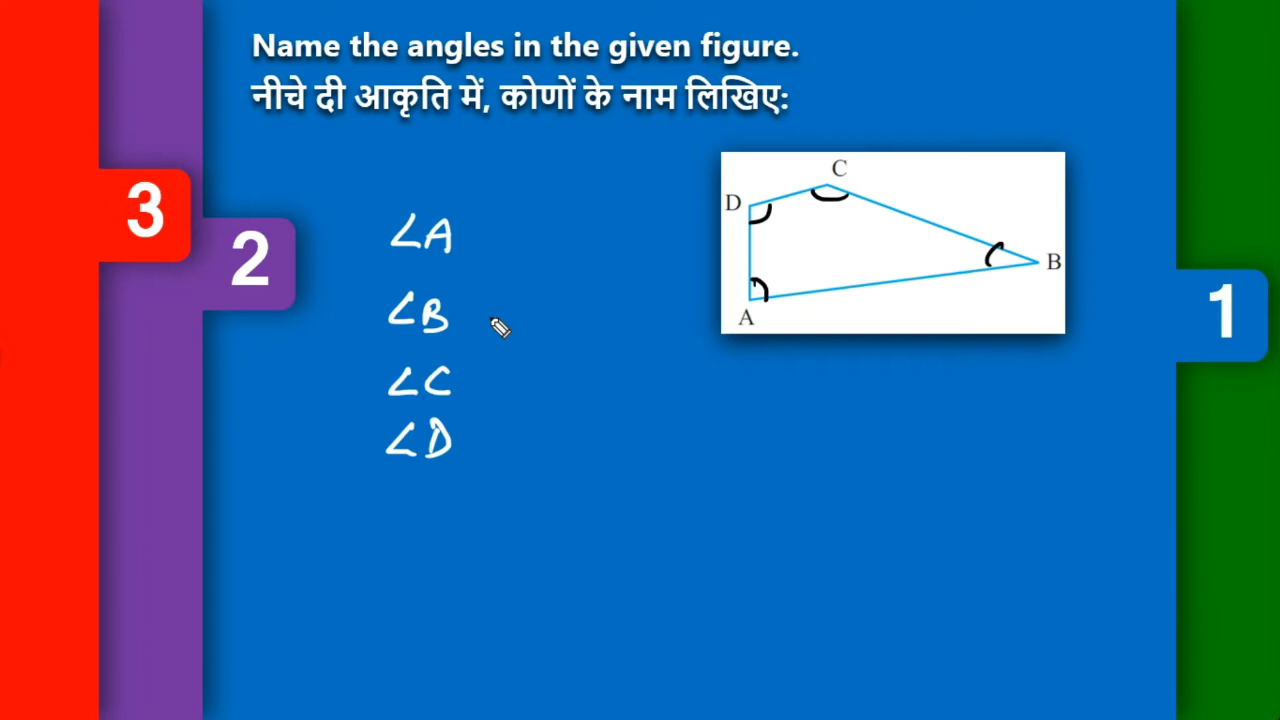 Name the angles in the given figure.
नीचे दी आकृति में, कोणों के नाम लिखिए:
3
2
1
∠A
∠B
∠C
∠D
C
D
B
A